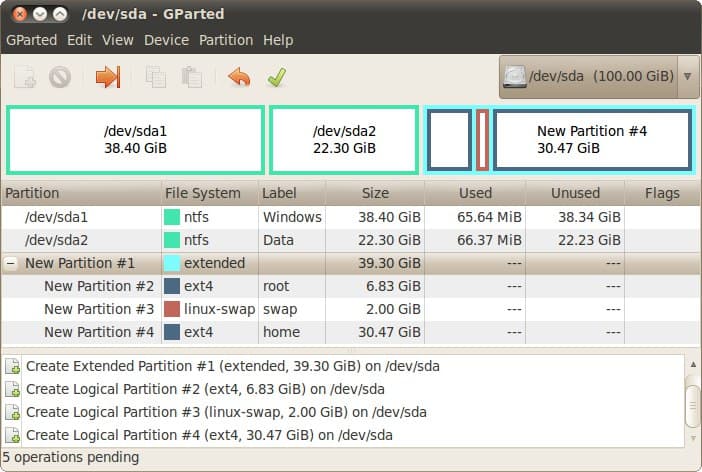 /dev/sda - GParted
GParted Edit View Device Partition Help
/dev/sda (100.00 GiB)
/dev/sda1
38.40 GiB
/dev/sda2
22.30 GiB
New Partition #4
30.47 GiB
Partition File System Label Size Used Unused Flags
/dev/sda1 ntfs Windows 38.40 GiB 65.64 MiB 38.34 GiB
/dev/sda2 ntfs Data 22.30 GiB 66.37 MiB 22.23 GiB
New Partition #1 extended 39.30 GiB --- ---
New Partition #2 ext4 root 6.83 GiB --- ---
New Partition #3 linux-swap swap 2.00 GiB --- ---
New Partition #4 ext4 home 30.47 GiB --- ---
Create Extended Partition #1 (extended, 39.30 GiB) on /dev/sda
Create Logical Partition #2 (ext4, 6.83 GiB) on /dev/sda
Create Logical Partition #3 (linux-swap, 2.00 GiB) on /dev/sda
Create Logical Partition #4 (ext4, 30.47 GiB) on /dev/sda
5 operations pending